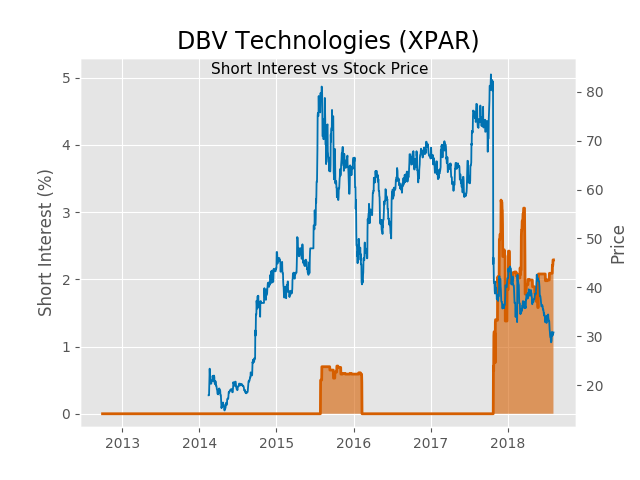 DBV Technologies (XPAR)
Short Interest vs Stock Price
Short Interest (%)
5
4
3
2
1
0
80
70
60
50
40
30
20
Price
2013 2014 2015 2016 2017 2018